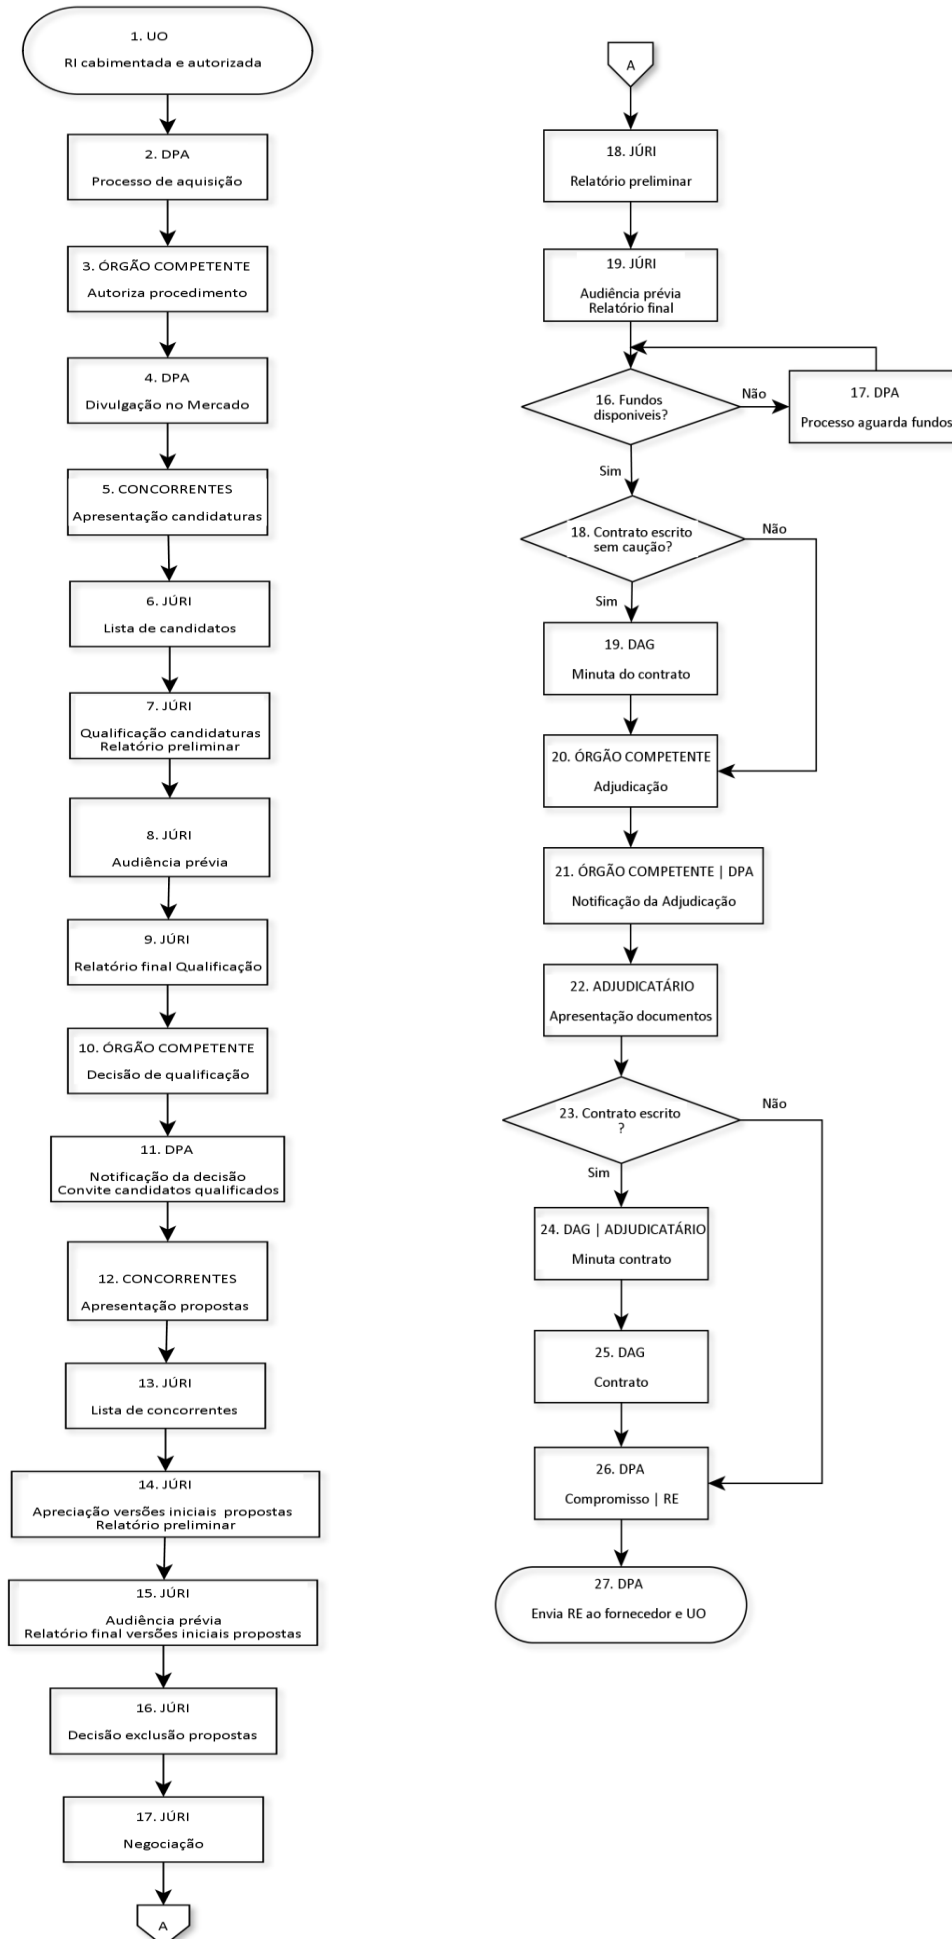 1. UO
RI cabimentada e autorizada
2. DPA
Processo de aquisição
3. ÓRGÃO COMPETENTE
Autoriza procedimento
4. DPA
Divulgação no Mercado
5. CONCORRENTES
Apresentação candidaturas
6. JÚRI
Lista de candidatos
7. JÚRI
Qualificação candidaturas
Relatório preliminar
8. JÚRI
Audiência prévia
9. JÚRI
Relatório final Qualificação
10. ÓRGÃO COMPETENTE
Decisão de qualificação
11. DPA
Notificação da decisão
Convite candidatos qualificados
12. CONCORRENTES
Apresentação propostas
13. JÚRI
Lista de concorrentes
14. JÚRI
Apreciação versões iniciais propostas
Relatório preliminar
15. JÚRI
Audiência prévia
Relatório final versões iniciais propostas
16. JÚRI
Decisão exclusão propostas
17. JÚRI
Negociação
A
A
18. JÚRI
Relatório preliminar
19. JÚRI
Audiência prévia
Relatório final
16. Fundos
disponiveis?
Não
17. DPA
Processo aguarda fundos
Sim
18. Contrato escrito
sem caução?
Não
Sim
19. DAG
Minuta do contrato
20. ÓRGÃO COMPETENTE
Adjudicação
21. ÓRGÃO COMPETENTE | DPA
Notificação da Adjudicação
22. ADJUDICATÁRIO
Apresentação documentos
23. Contrato escrito
?
Não
Sim
24. DAG | ADJUDICATÁRIO
Minuta contrato
25. DAG
Contrato
26. DPA
Compromisso | RE
27. DPA
Envia RE ao fornecedor e UO